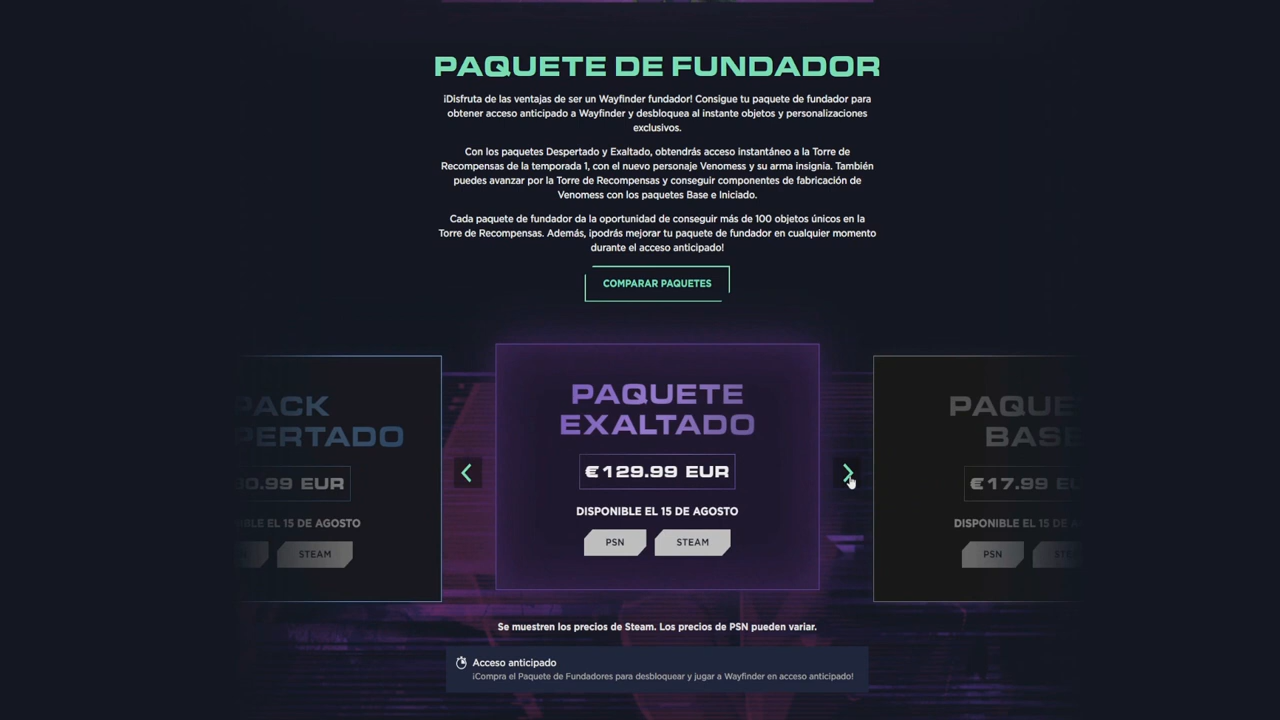 PAQUETE DE FUNDADOR
¡Disfruta de las ventajas de ser un Wayfinder fundador! Consigue tu paquete de fundador para
obtener acceso anticipado a Wayfinder y desbloquea al instante objetos y personalizaciones
exclusivos.
Con los paquetes Despertado y Exaltado, obtendrás acceso instantáneo a la Torre de
Recompensas de la temporada 1, con el nuevo personaje Venomess y su arma insignia. También
puedes avanzar por la Torre de Recompensas y conseguir componentes de fabricación de
Venomess con los paquetes Base e Iniciado.
Cada paquete de fundador da la oportunidad de conseguir más de 100 objetos únicos en la
Torre de Recompensas. Además, ¡podrás mejorar tu paquete de fundador en cualquier momento
durante el acceso anticipado!
COMPARAR PAQUETES
PACK
PERTADO
EUR
EL 15 DE AGOSTO
STEAM
PAQUETE
EXALTADO
€129.99 EUR
DISPONIBLE EL 15 DE AGOSTO
PSN STEAM
PAQUE
BASE
€17.99
DISPONIBLE EL 15 DE
PSN
Se muestren los precios de Steam. Los precios de PSN pueden variar.
Acceso anticipado
¡Compra el Paquete de Fundadores para desbloquear y jugar a Wayfinder en acceso anticipado!